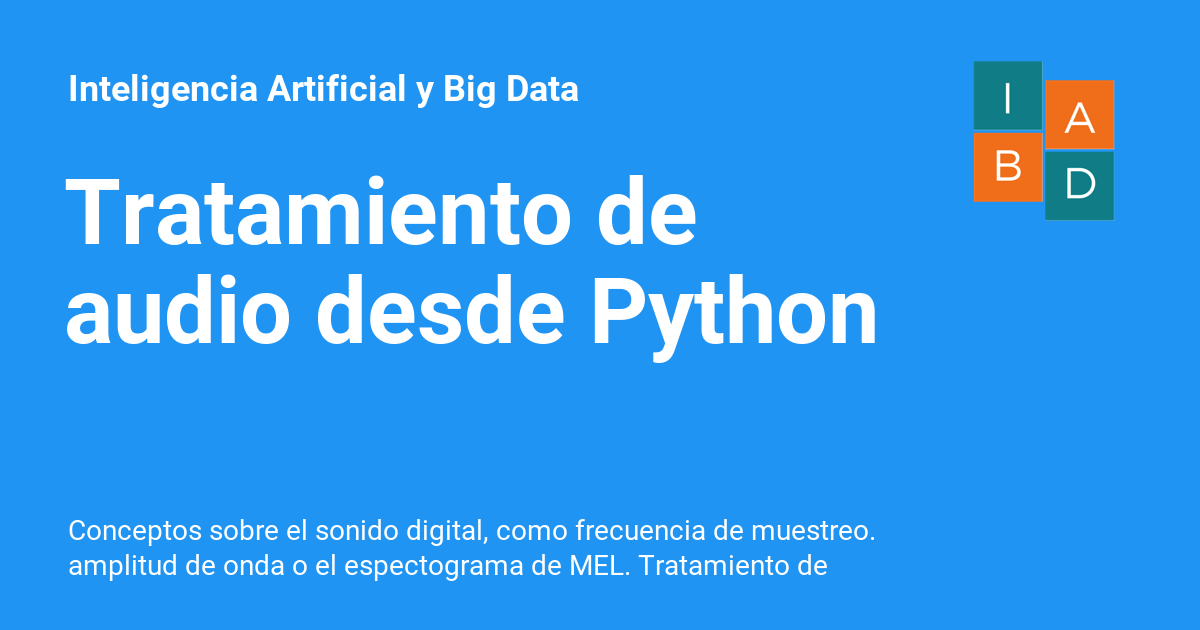 Inteligencia Artificial y Big Data
I
A
B
D
Tratamiento de
audio desde Python
Conceptos sobre el sonido digital, como frecuencia de muestreo.
amplitud de onda o el espectograma de MEL. Tratamiento de